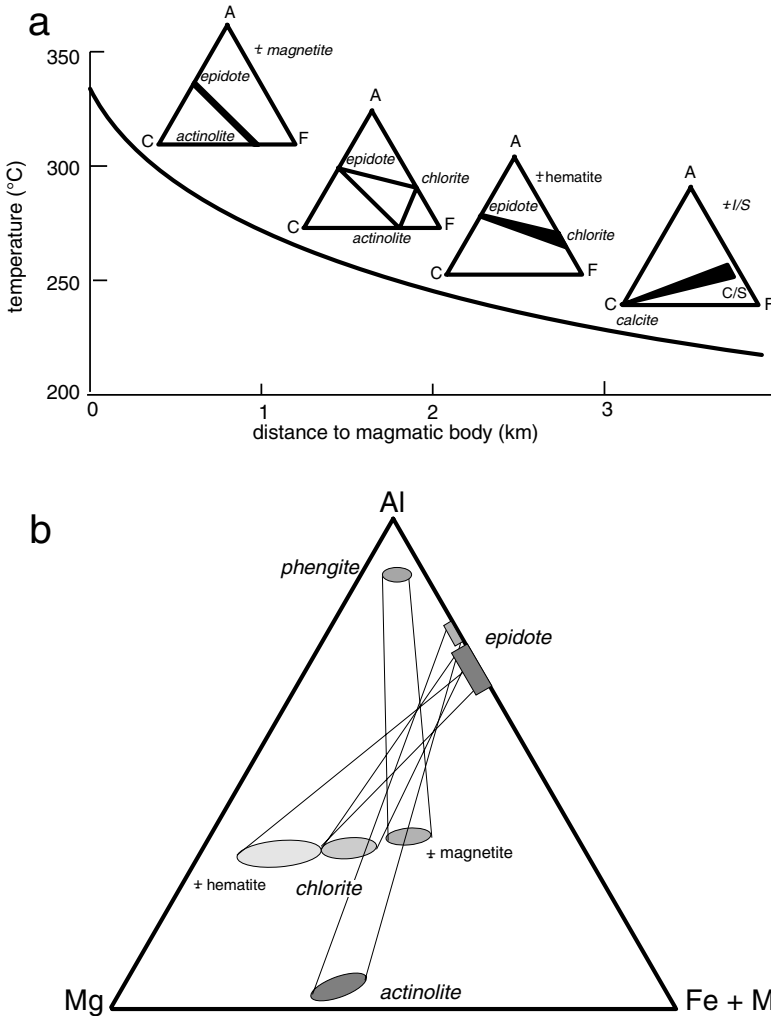 a
A
± magnetite
epidote
actinolite
C
F
A
epidote
chlorite
C
F
actinolite
A
±hematite
epidote
chlorite
C
F
A
±I/S
C
C/S
F
calcite
350
300
250
200
temperature (°C)
0
1
2
3
distance to magmatic body (km)
b
Al
phengite
epidote
± magnetite
± hematite
chlorite
actinolite
Mg
Fe + M